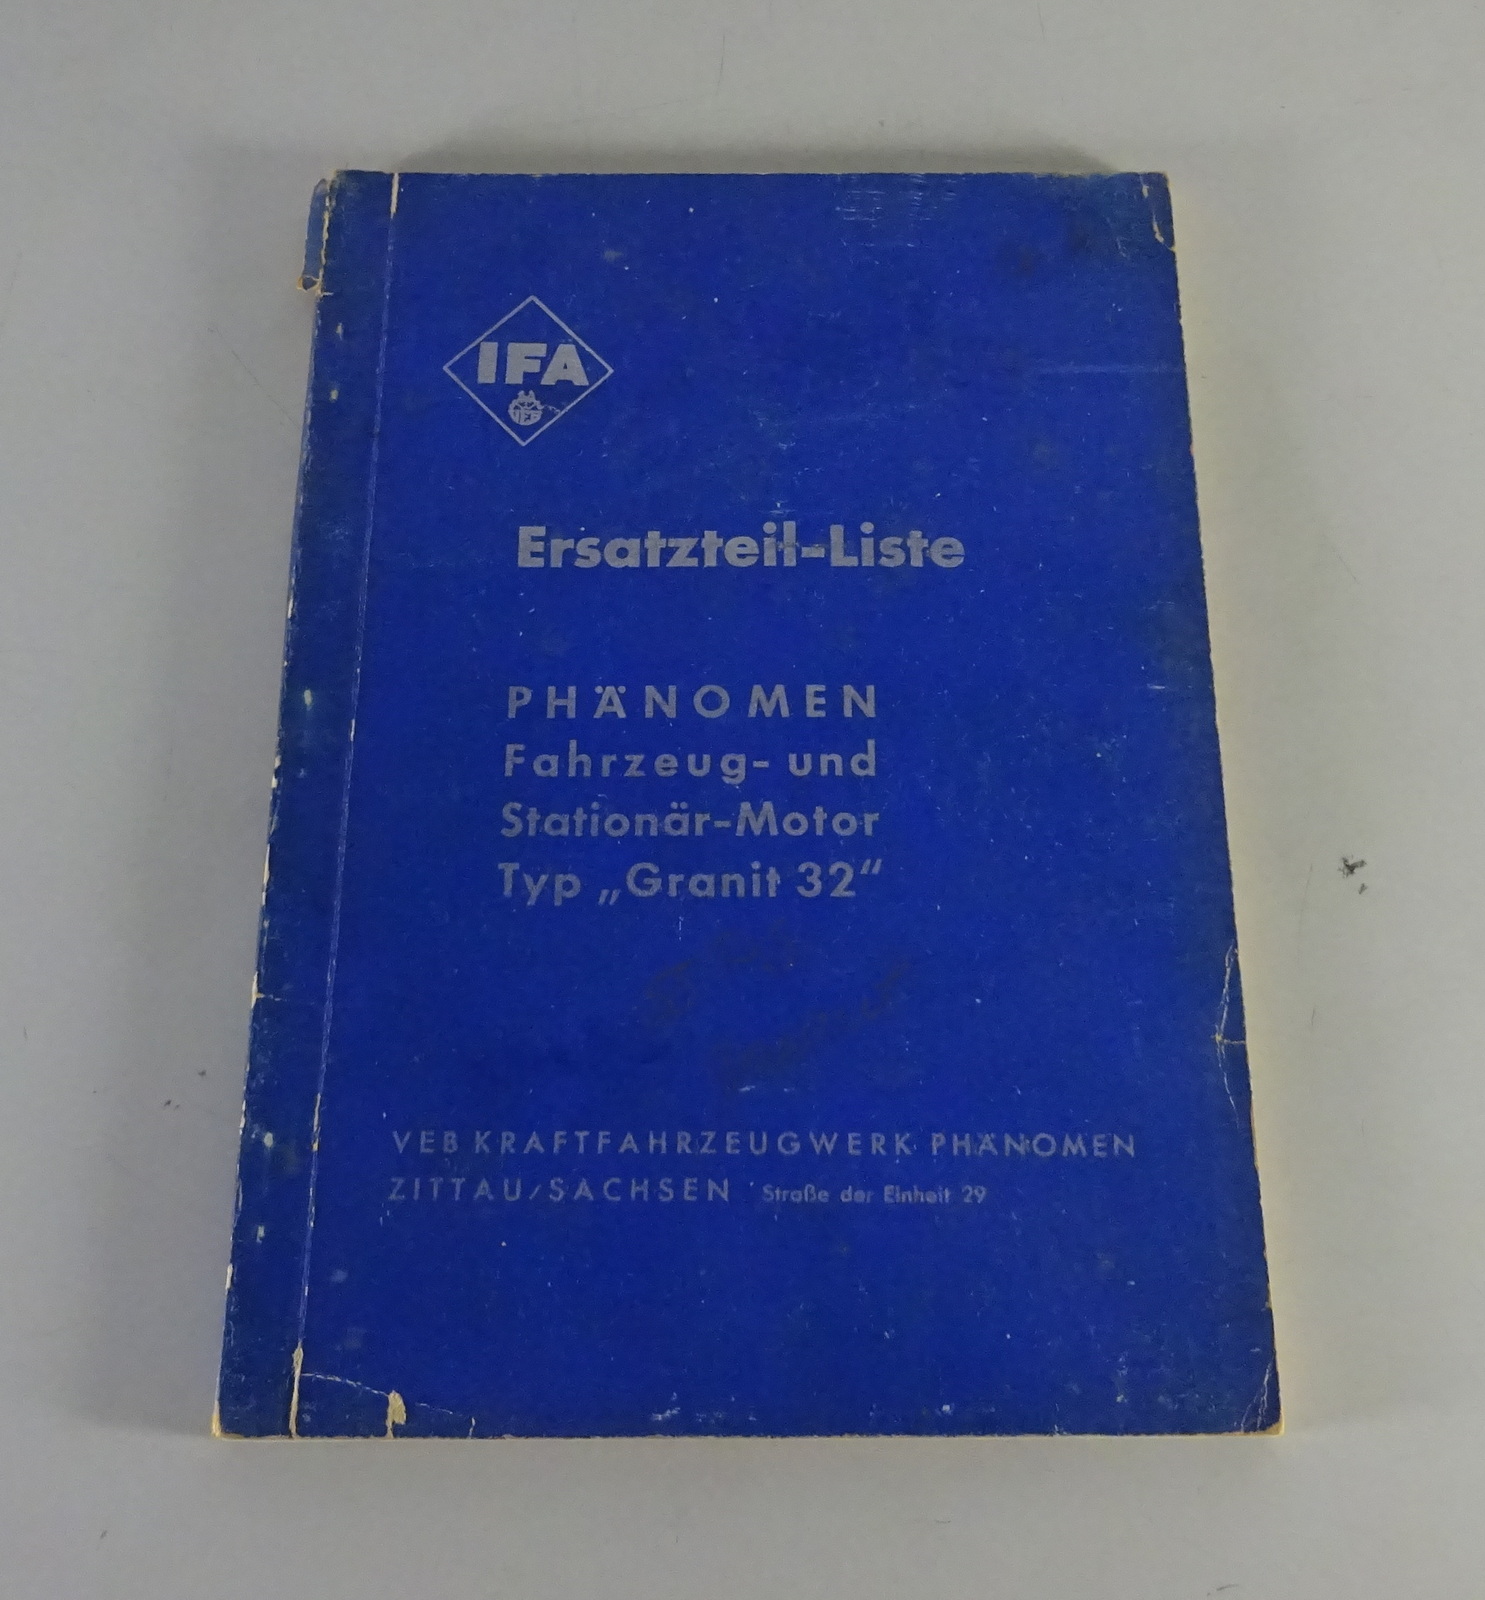 IFA
VEB
Ersatzteil-Liste
PHÄNOMEN
Fahrzeug- und
Stationär-Motor
Typ „Granit 32“
VEB KRAFTFAHRZEUGWERK PHÄNOMEN
ZITTAU/SACHSEN Straße der Einheit 29